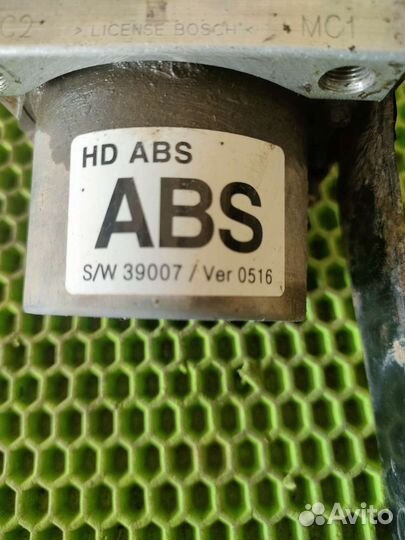 C2 > LICENSE BOSCH < MC1
HD ABS
ABS
S/W 39007 / Ver 0516
Avito